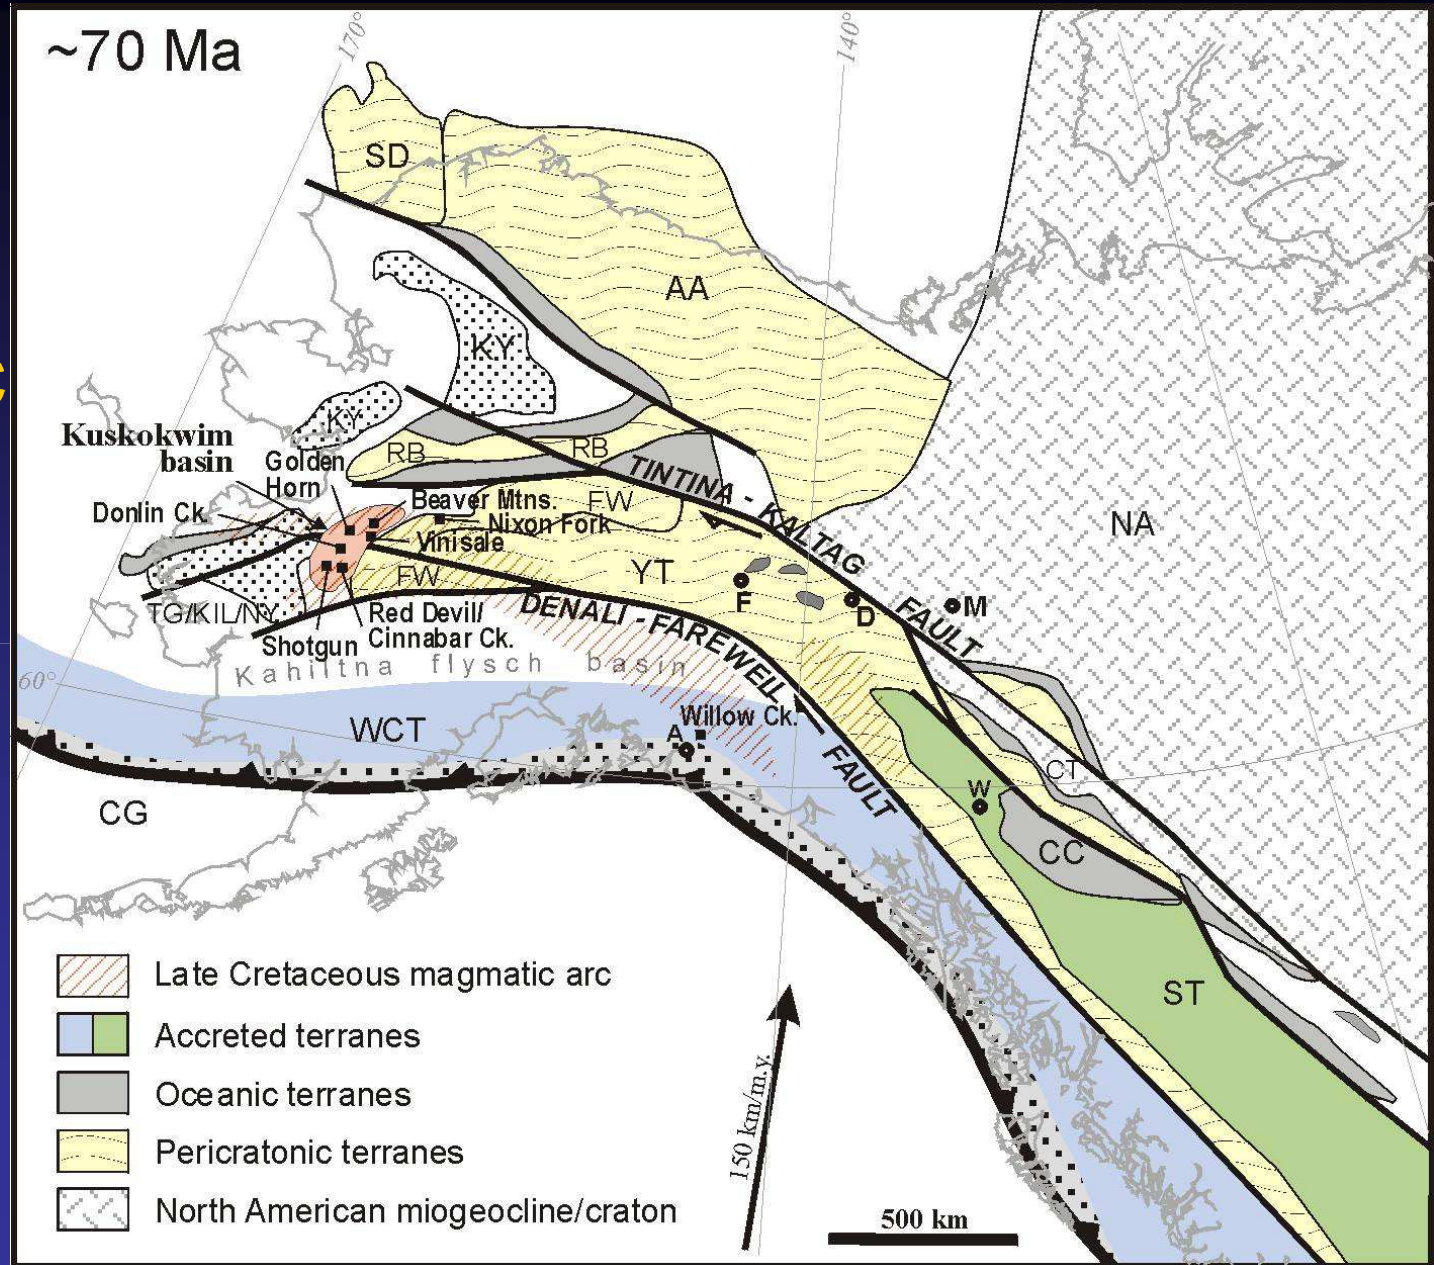 ~70 Ma
170°
140°
SD
AA
KY
KY
Kuskokwim
basin
Golden
Horn
RB
RB
TINTINA - KALTAG
FAULT
Donlin Ck.
Beaver Mtns.
Nixon Fork
Vinisale
FW
FW
YT
NA
F
D
M
TG/KIL/NY
Red Devil/
Cinnabar Ck.
Shotgun
DENALI - FAREWELL
FAULT
Kahiltna flysch basin
60°
WCT
Willow Ck.
A
CG
CT
W
CC
ST
Late Cretaceous magmatic arc
Accreted terranes
Oceanic terranes
Pericratonic terranes
North American miogeocline/craton
150 km/m.y.
500 km